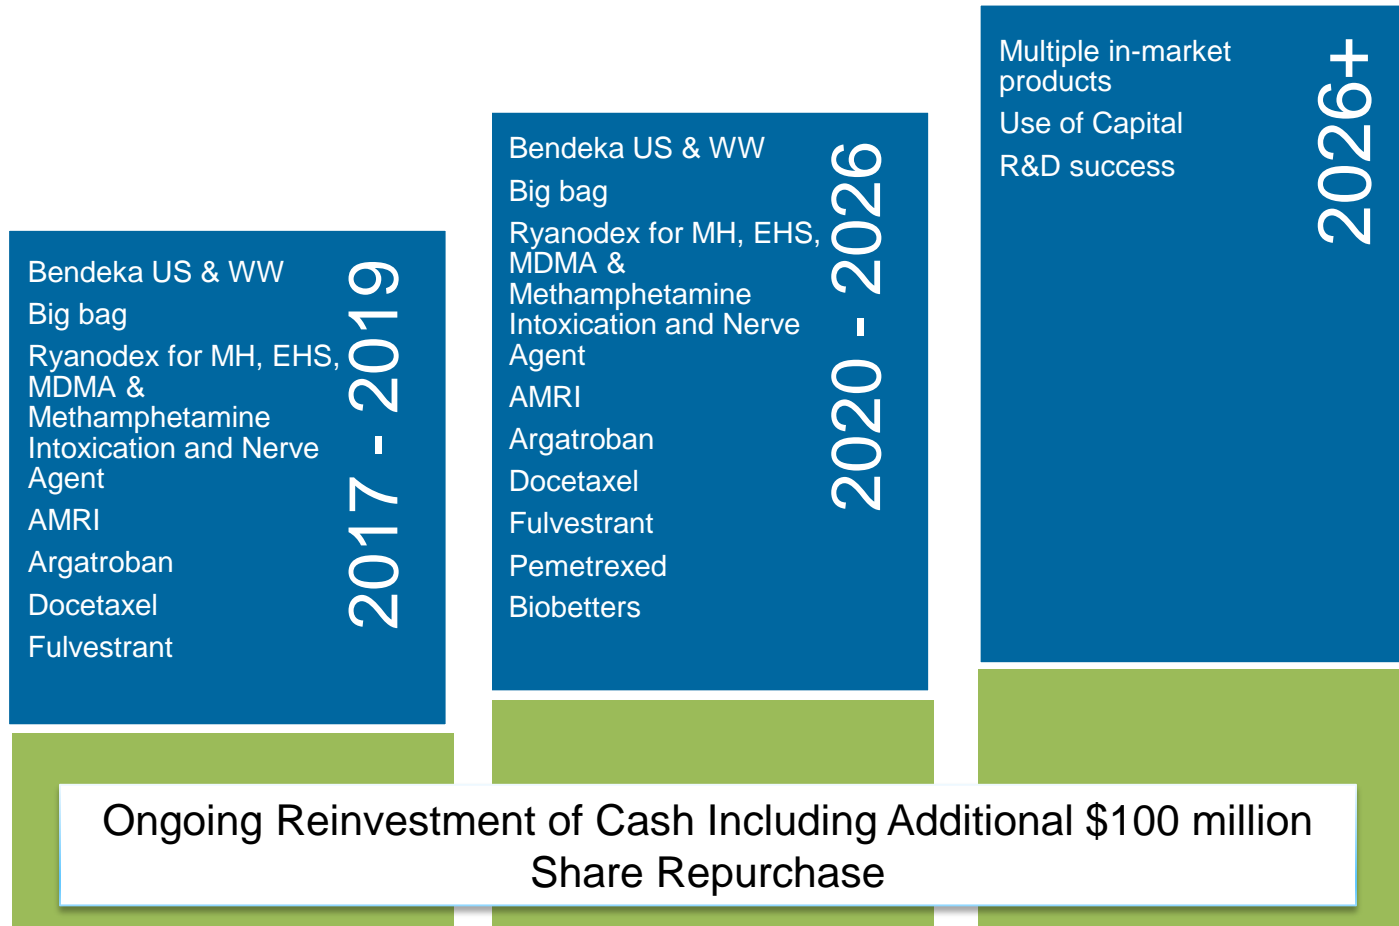 Bendeka US & WW
Big bag
Ryanodex for MH, EHS,
MDMA &
Methamphetamine
Intoxication and Nerve
Agent
AMRI
Argatroban
Docetaxel
Fulvestrant
2017 - 2019
Bendeka US & WW
Big bag
Ryanodex for MH, EHS,
MDMA &
Methamphetamine
Intoxication and Nerve
Agent
AMRI
Argatroban
Docetaxel
Fulvestrant
Pemetrexed
Biobetters
2020 - 2026
Multiple in-market
products
Use of Capital
R&D success
2026+
Ongoing Reinvestment of Cash Including Additional $100 million
Share Repurchase